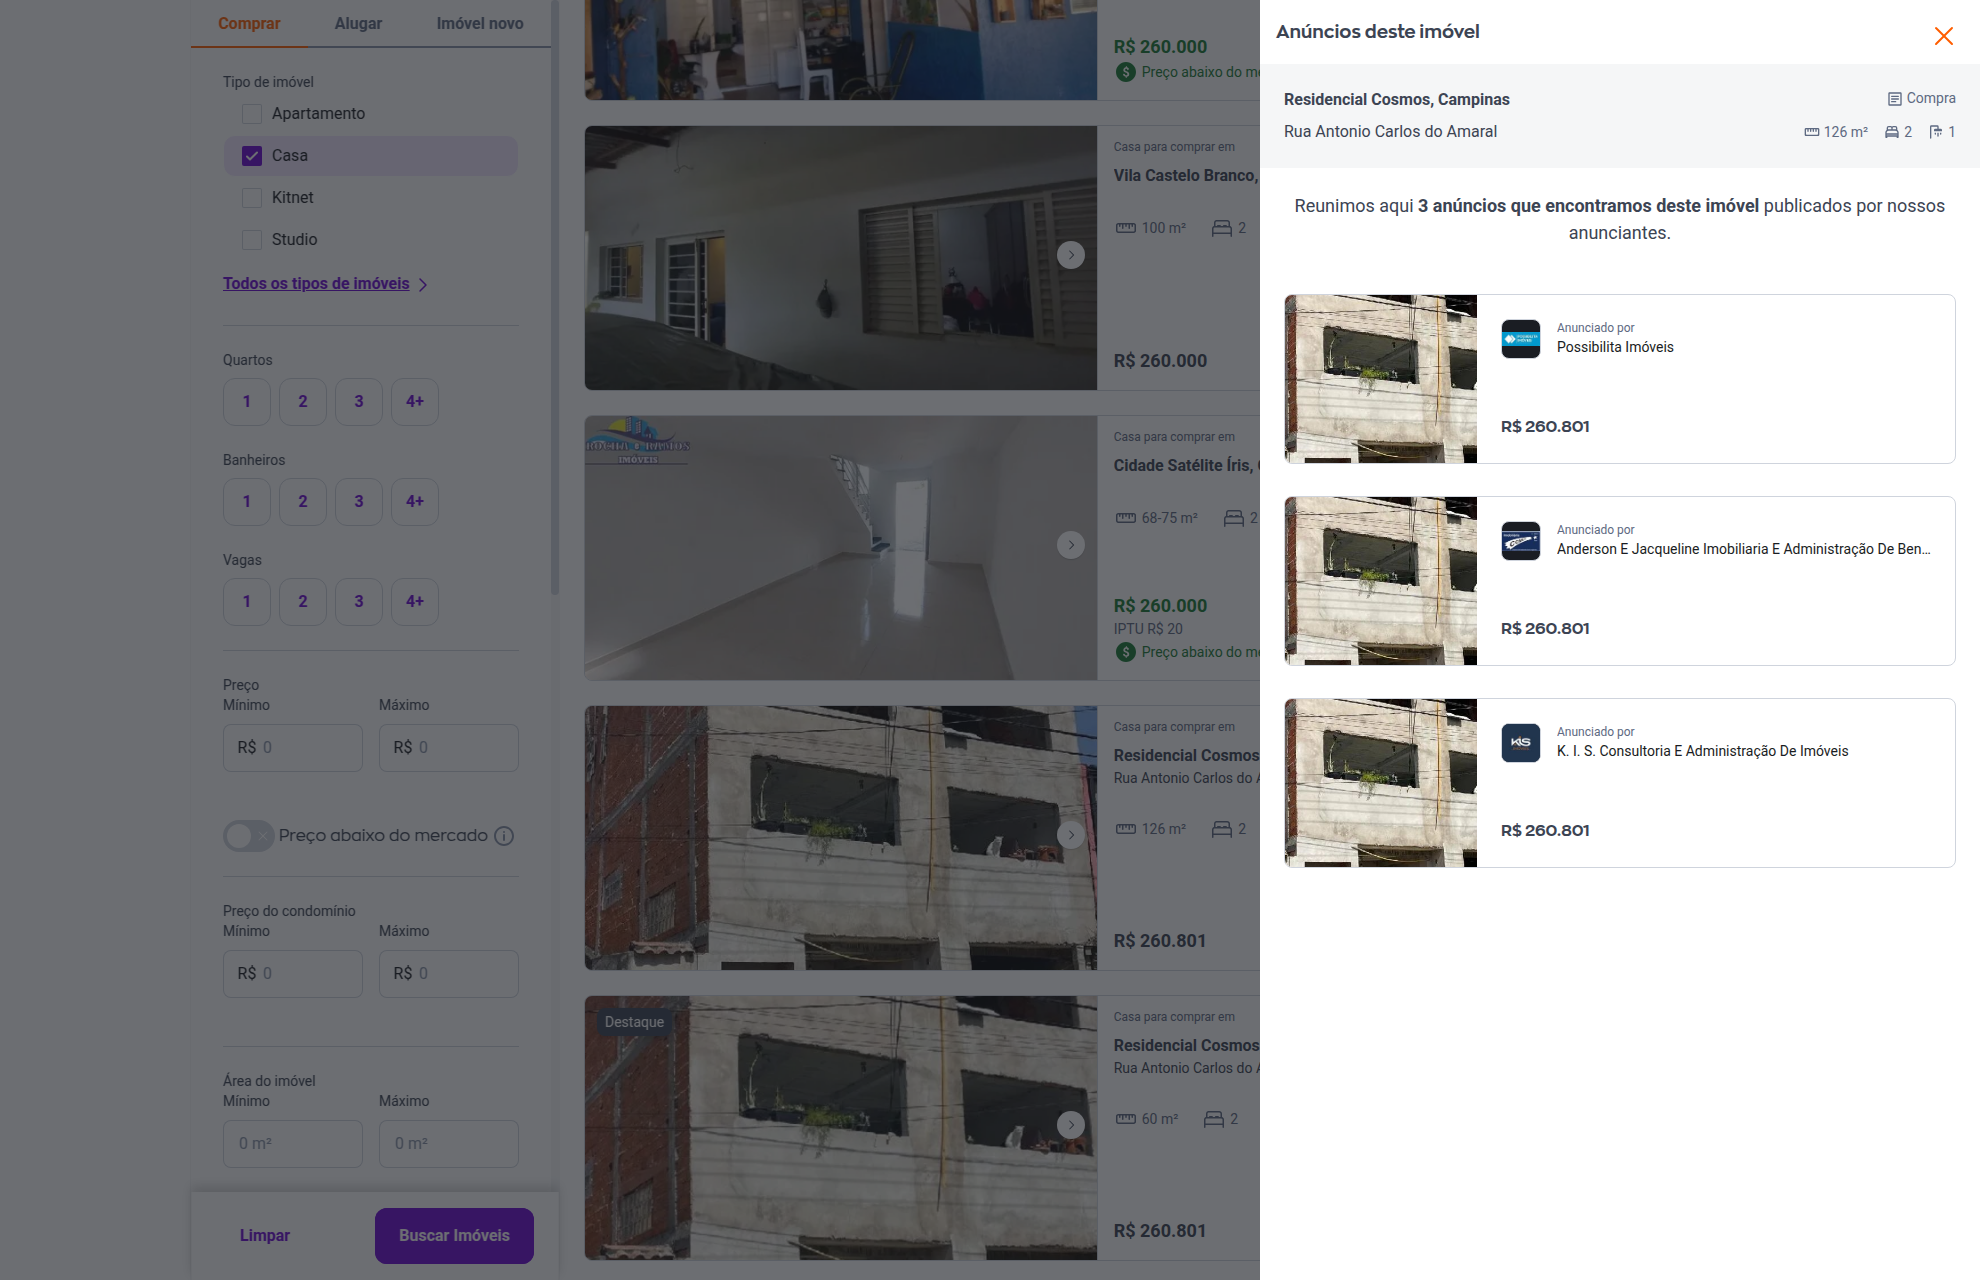 Comprar
Alugar
Imóvel novo
Tipo de imóvel
Apartamento
Casa
Kitnet
Studio
Todos os tipos de imóveis
Quartos
1 2 3 4+
Banheiros
1 2 3 4+
Vagas
1 2 3 4+
Preço
Mínimo Máximo
R$ 0 R$ 0
Preço abaixo do mercado
Preço do condomínio
Mínimo Máximo
R$ 0 R$ 0
Área do imóvel
Mínimo Máximo
0 m² 0 m²
Limpar
Buscar Imóveis
R$ 260.000
Preço abaixo do
Casa para comprar em
Vila Castelo Branco,
100 m² 2
R$ 260.000
ROCHA & RAMOS
IMÓVEIS
Casa para comprar em
Cidade Satélite Íris,
68-75 m² 2
R$ 260.000
IPTU R$ 20
Preço abaixo do
Casa para comprar em
Residencial Cosmos
Rua Antonio Carlos do
126 m² 2
R$ 260.801
Destaque
Casa para comprar em
Residencial Cosmos
Rua Antonio Carlos do
60 m² 2
R$ 260.801
Anúncios deste imóvel
Residencial Cosmos, Campinas
Compra
Rua Antonio Carlos do Amaral
126 m² 2 1
Reunimos aqui 3 anúncios que encontramos deste imóvel publicados por nossos
anunciantes.
Anunciado por
Possibilita Imóveis
R$ 260.801
Anunciado por
Anderson E Jacqueline Imobiliaria E Administração De Ben...
R$ 260.801
KIS
Anunciado por
K. I. S. Consultoria E Administração De Imóveis
R$ 260.801